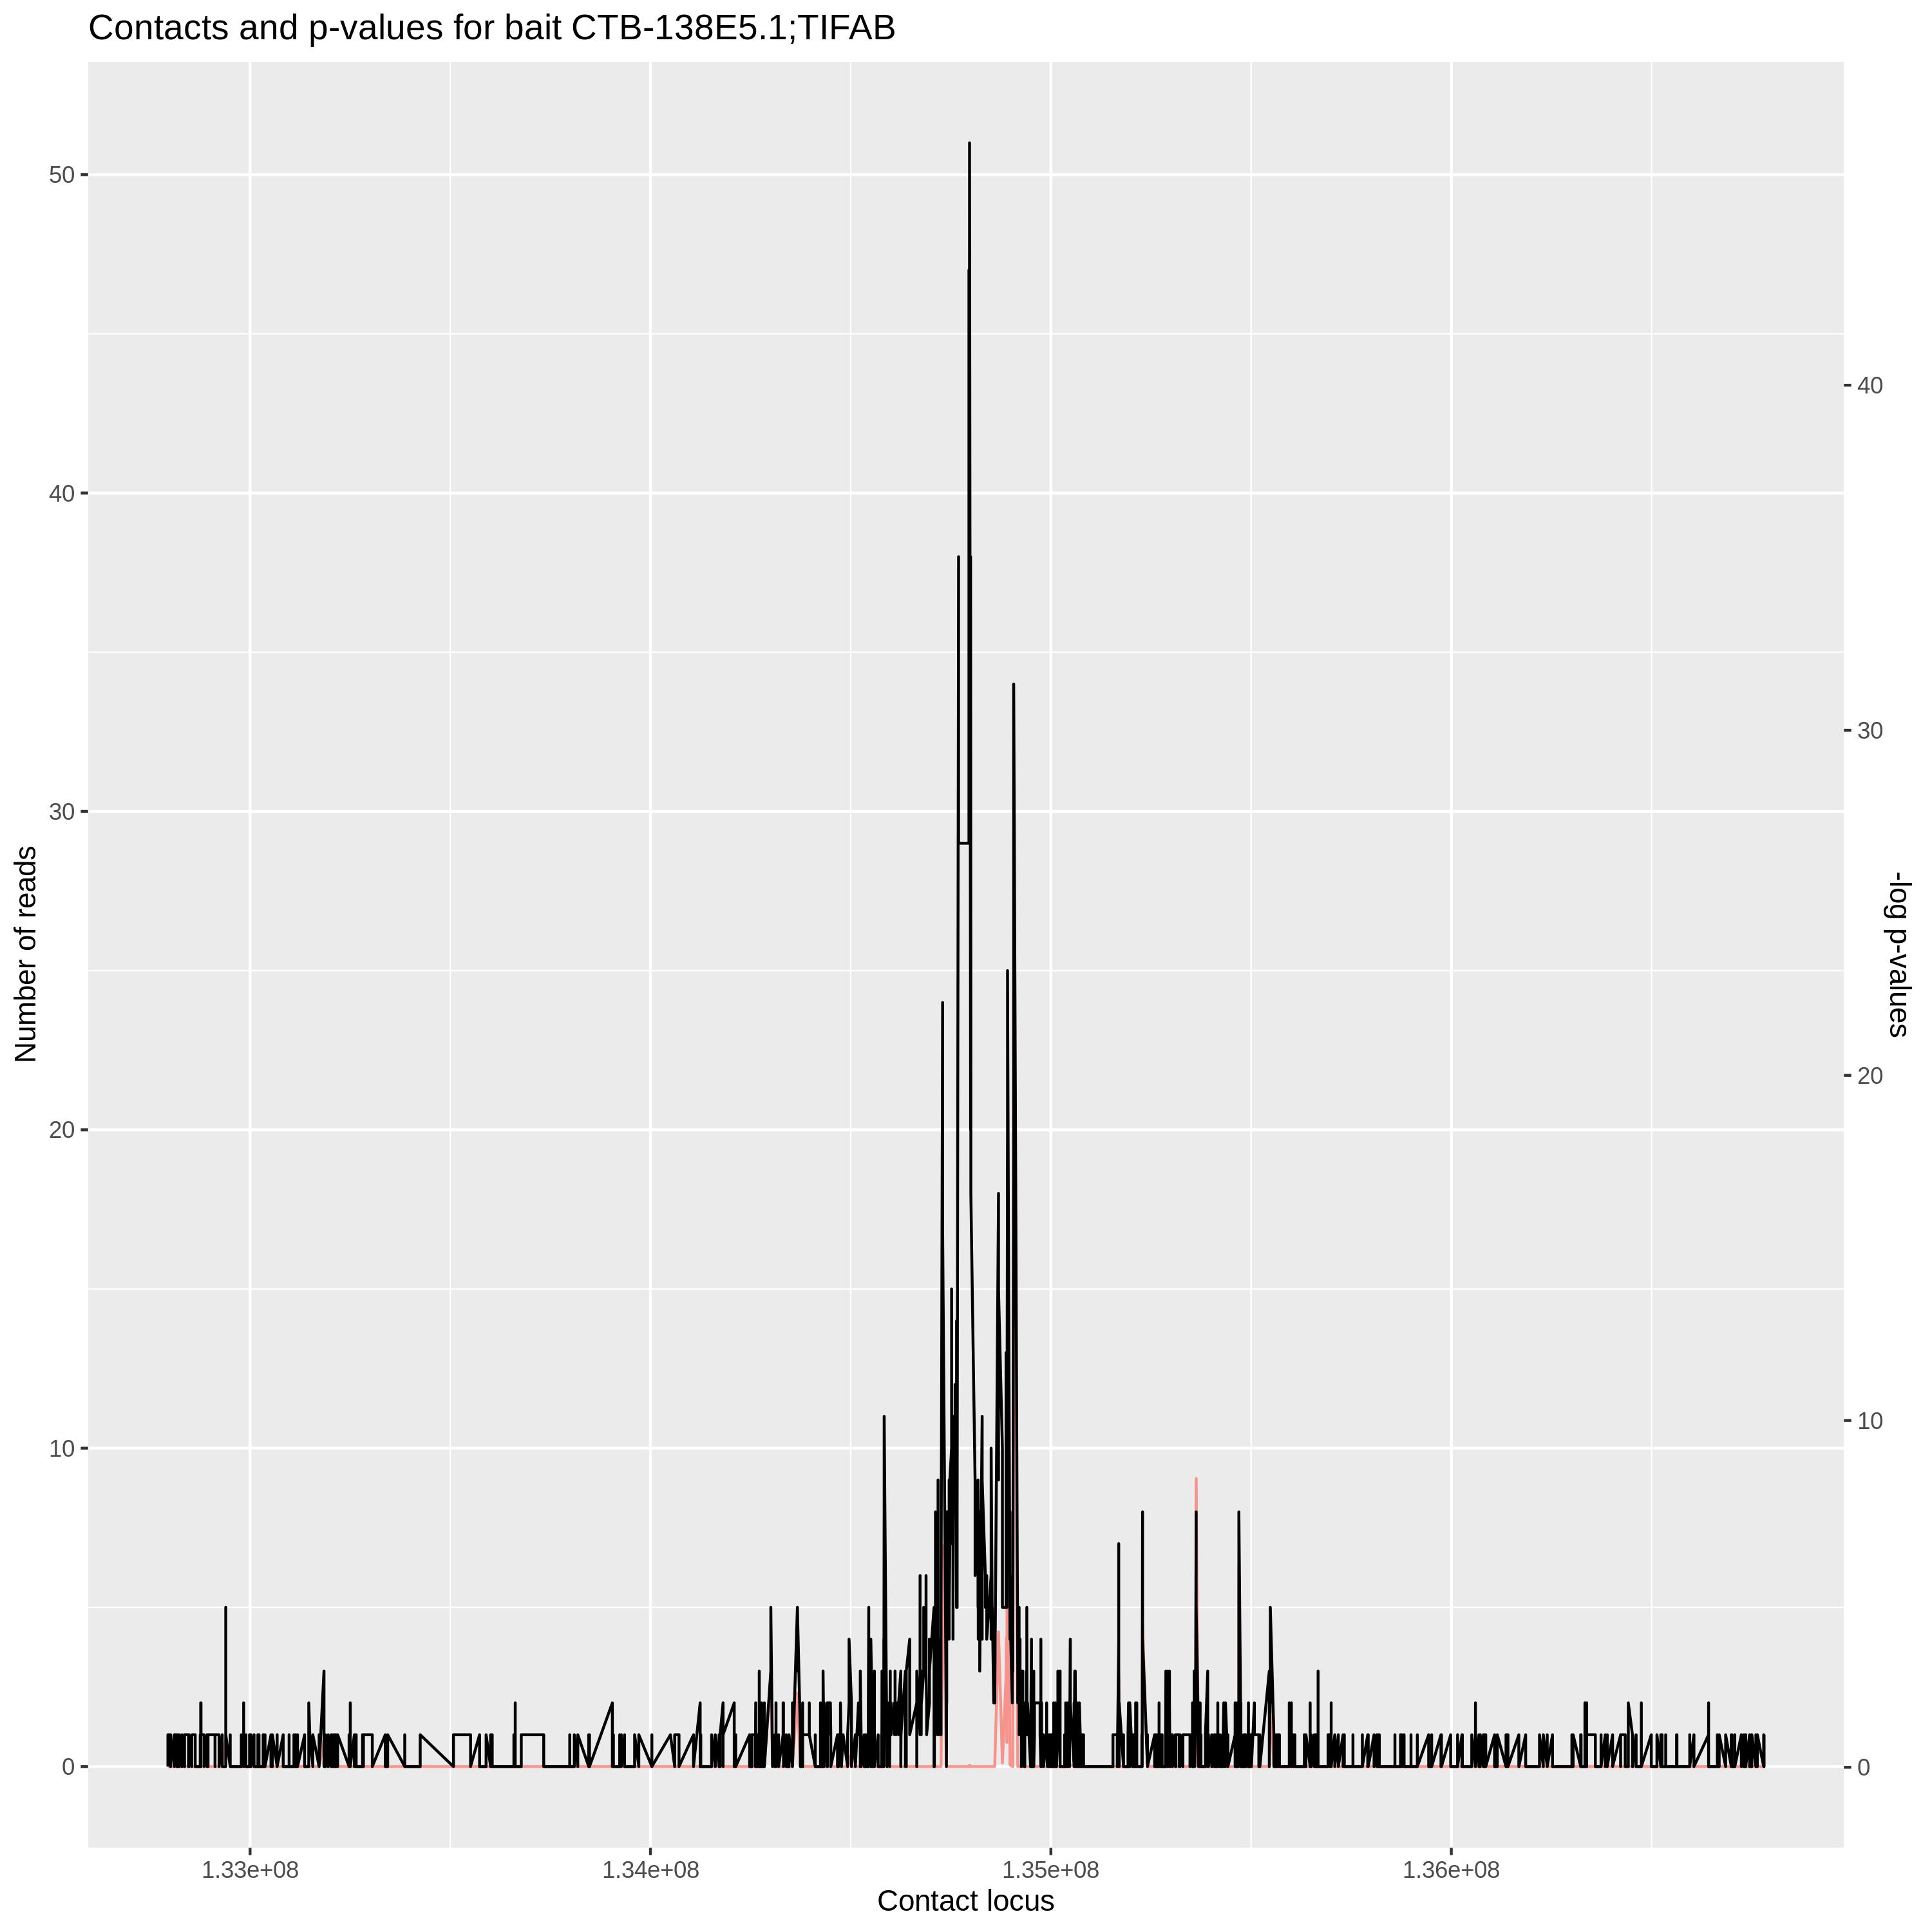 Contacts and p-values for bait CTB-138E5.1;TIFAB
50
40
30
20
10
0
Number of reads
40
30
20
10
0
-log p-values
1.33e+08 1.34e+08 1.35e+08 1.36e+08
Contact locus